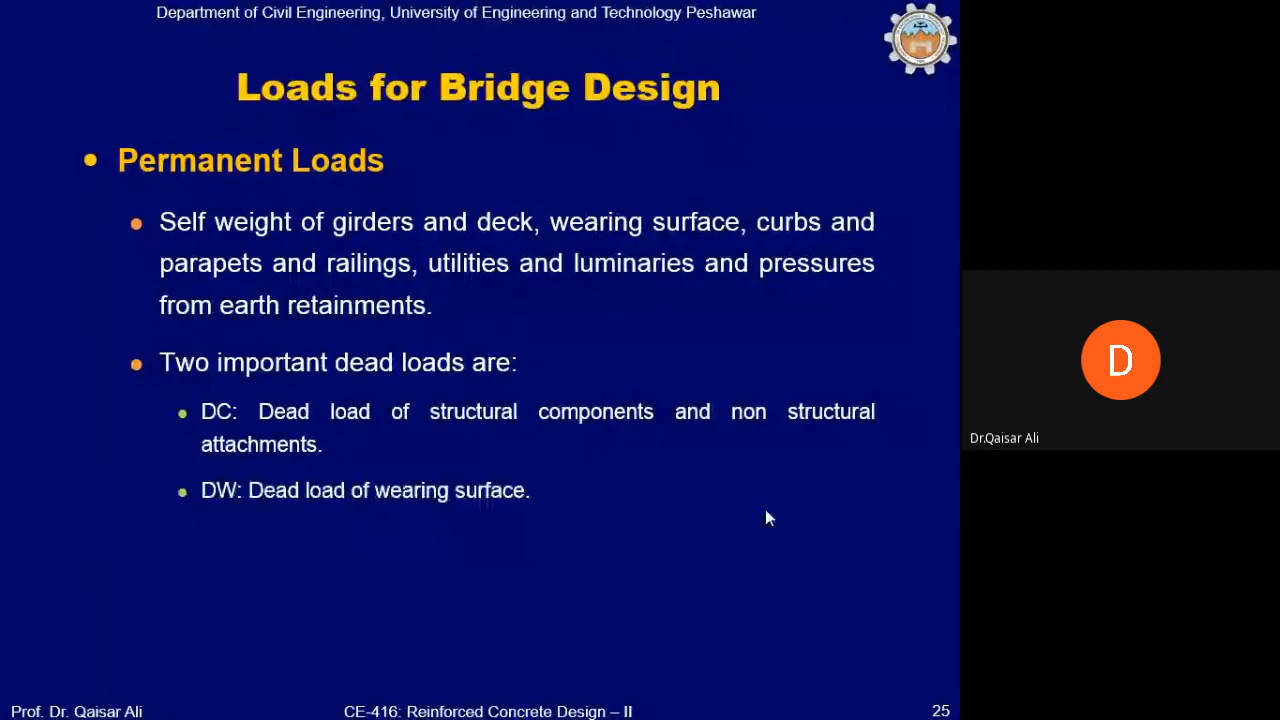 Department of Civil Engineering, University of Engineering and Technology Peshawar
Loads for Bridge Design
• Permanent Loads
• Self weight of girders and deck, wearing surface, curbs and
parapets and railings, utilities and luminaries and pressures
from earth retainments.
• Two important dead loads are:
• DC: Dead load of structural components and non structural
attachments.
• DW: Dead load of wearing surface.
D
Dr.Qaisar Ali
Prof. Dr. Qaisar Ali
CE-416: Reinforced Concrete Design – II
25